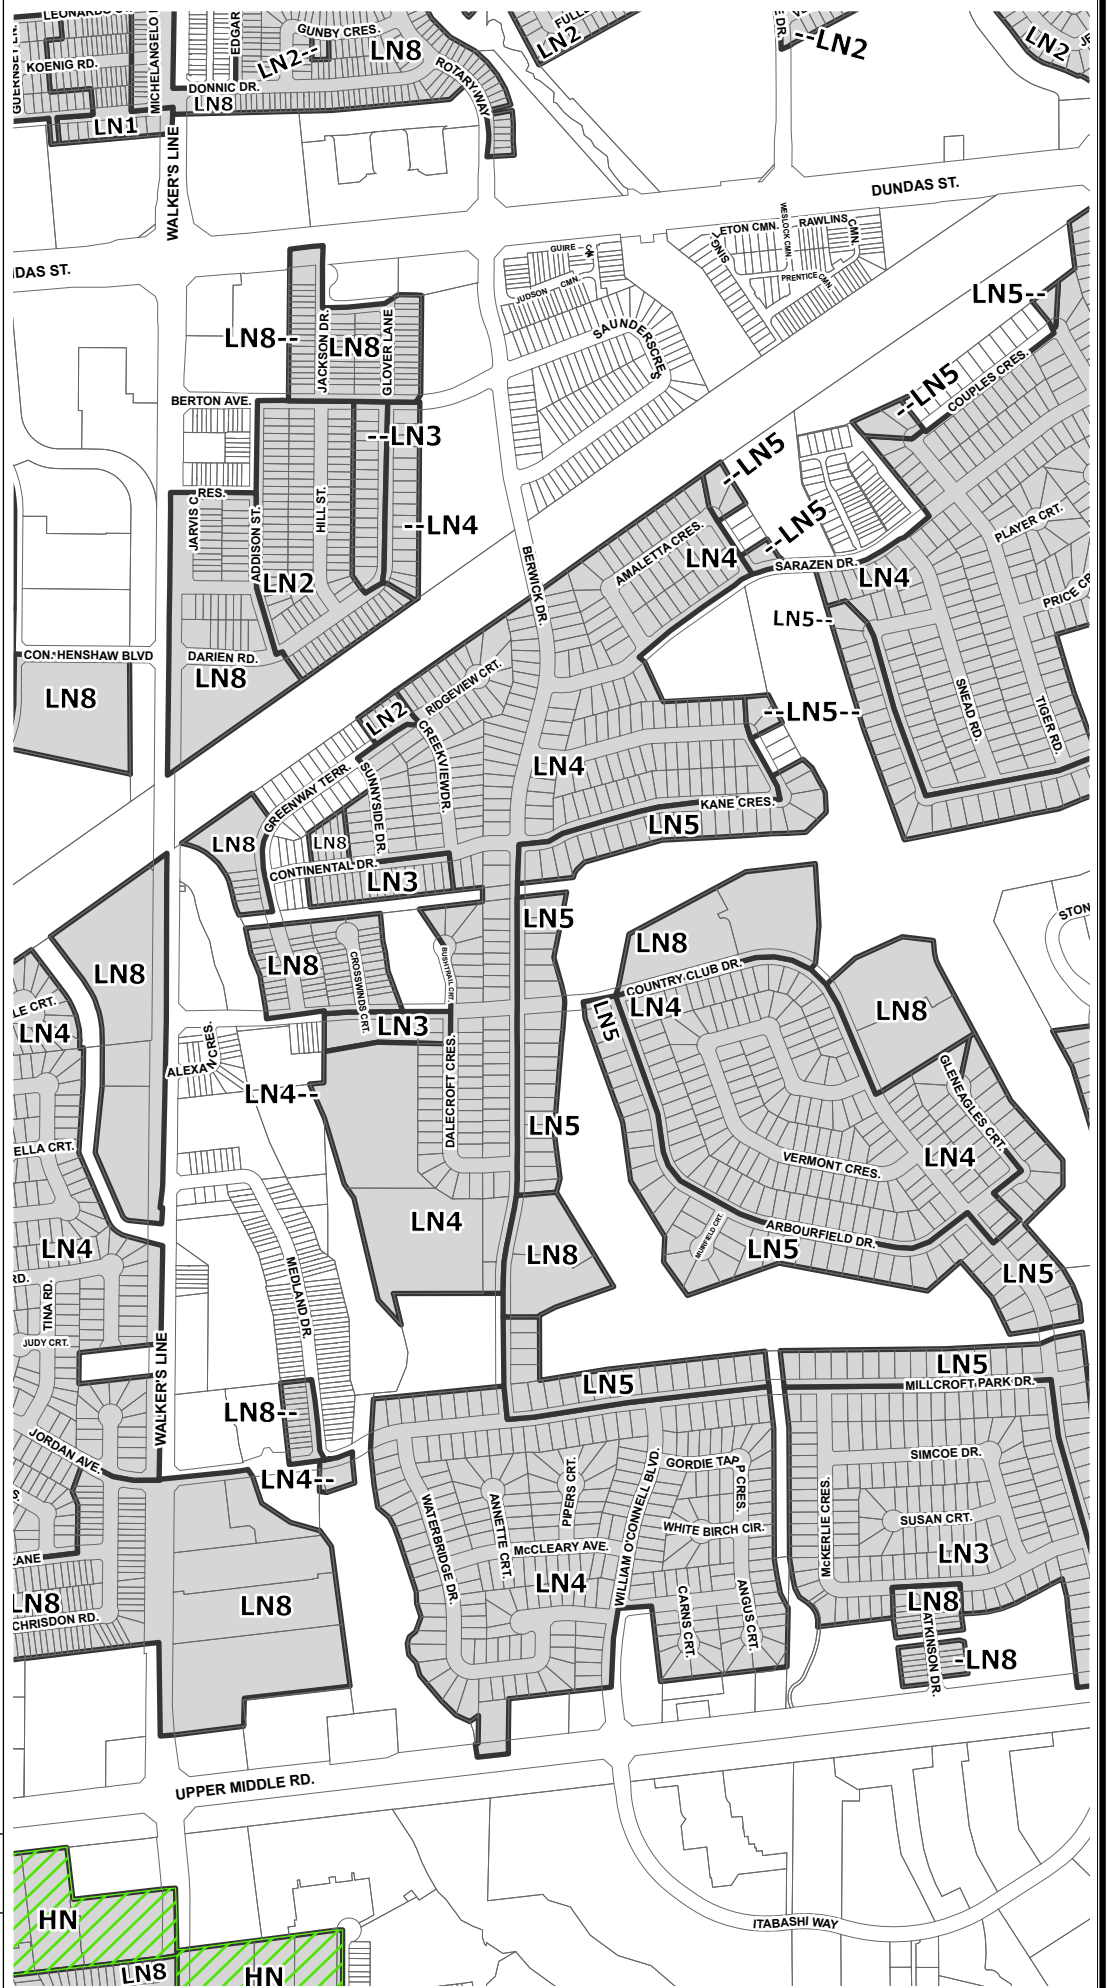 GUNBY CRES.
FULL
EDGAR
LN2--
LN8
LN2
--LN2
LN2
E DR.
KOENIG RD.
MICHELANGELO
ROTARY WAY
DONNIC DR.
LN8
LN1
WALKER'S LINE
DUNDAS ST.
ETON CMN.
WESLOCK CMN.
RAWLINS
CMN.
GUIRE
PRENTICE CMN.
DAS ST.
JUDSON CMN.
LN5--
LN8--
JACKSON DR.
LN8
GLOVER LANE
SAUNDERS CRES
COUPLES CRES.
--LN5
BERTON AVE.
--LN3
--LN5
JARVIS CRES.
HILL ST.
ADDISON ST.
--LN4
--LN5
PLAYER CRT.
BERWICK DR.
AMALETTA CRES.
LN4
SARAZEN DR.
LN4
LN2
PRICE CR
LN5--
CON.
HENSHAW BLVD
DARIEN RD.
LN8
LN8
RIDGEVIEW CRT.
LN2
SNEAD RD.
TIGER RD.
--LN5--
CREEKVIEW DR.
LN4
GREENWAY TERR.
SUNNYSIDE DR.
KANE CRES.
LN5
LN8
LN8
CONTINENTAL DR.
LN3
LN5
STON
LN8
LN8
LN8
CROSSWINDS CRT.
BUSHTRAIL CRT.
COUNTRY CLUB DR.
LN4
LN5
LN8
LE CRT.
LN4
LN3
ALEXA
CRES.
DALECROFT CRES.
LN4--
GLENEAGLES CRT.
LN5
ELLA CRT.
VERMONT CRES.
LN4
LN4
LN4
MUIRFIELD CRT.
ARBOURFIELD DR.
LN5
LN8
LN5
MEDLAND DR.
RD.
TINA RD.
JUDY CRT.
WALKER'S LINE
LN5
LN5
MILLCROFT PARK DR.
LN8--
JORDAN AVE.
LN4--
SIMCOE DR.
GORDIE TAP
P CRES.
PIPERS CRT.
ANNETTE CRT.
WATERBRIDGE DR.
WILLIAM O'CONNELL BLVD.
McKERLIE CRES.
SUSAN CRT.
WHITE BIRCH CIR.
McCLEARY AVE.
LANE
LN3
LN4
LN8
LN8
LN8
CHRISDON RD.
CARNS CRT.
ANGUS CRT.
ATKINSON DR.
-LN8
UPPER MIDDLE RD.
HN
ITABASHI WAY
LN8
HN